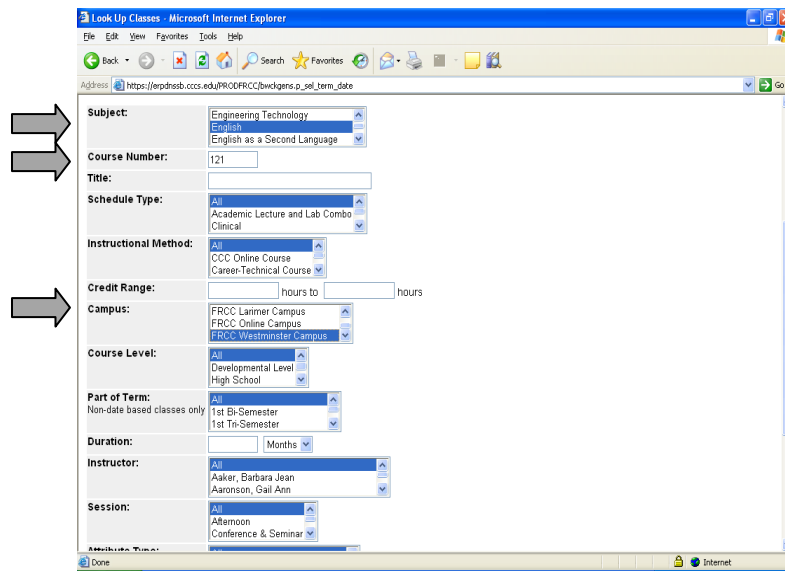 Look Up Classes - Microsoft Internet Explorer
File Edit View Favorites Tools Help
Back Search Favorites
Address https://erpdnssb.cccs.edu/PRODFRCC/bwckgens.p_sel_term_date Go
Subject:
Engineering Technology
English
English as a Second Language
Course Number: 121
Title:
Schedule Type:
All
Academic Lecture and Lab Combo
Clinical
Instructional Method:
All
CCC Online Course
Career-Technical Course
Credit Range: hours to hours
Campus:
FRCC Larimer Campus
FRCC Online Campus
FRCC Westminster Campus
Course Level:
All
Developmental Level
High School
Part of Term:
Non-date based classes only
All
1st Bi-Semester
1st Tri-Semester
Duration: Months
Instructor:
All
Aaker, Barbara Jean
Aaronson, Gail Ann
Session:
All
Afternoon
Conference & Seminar
Attribute Type:
All
Done Internet